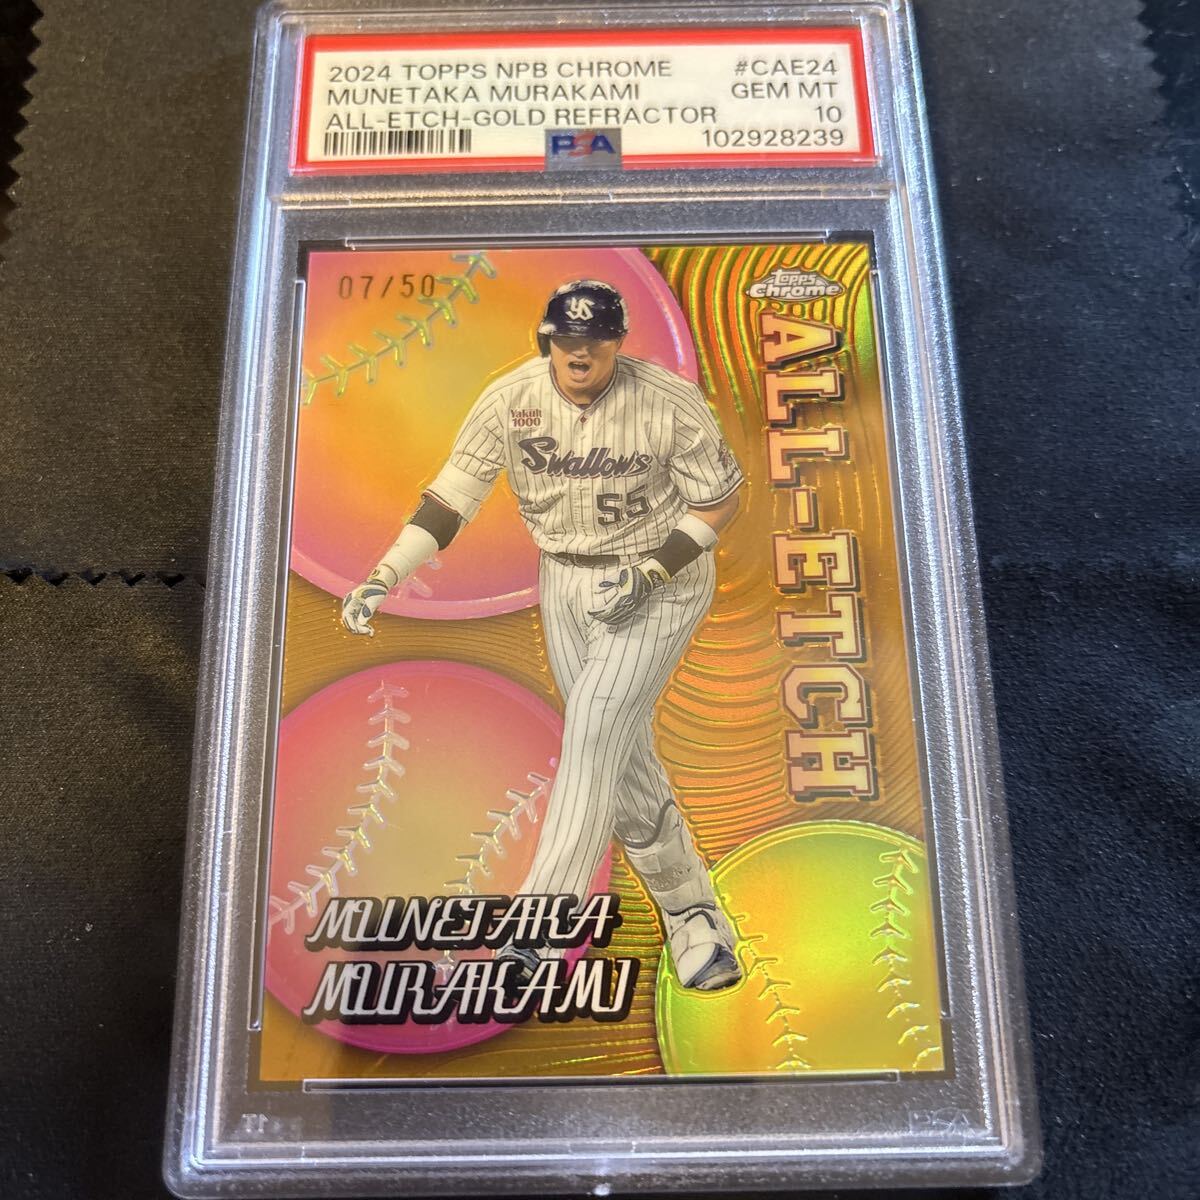 2024 TOPPS NPB CHROME #CAE24
MUNETAKA MURAKAMI GEM MT
ALL-ETCH-GOLD REFRACTOR 10
PSA 102928239
07/50
Topps
Chrome
ALL-ETCH
Yakult
1000
Swallows
55
MUNETAKA
MURAKAMI
PSA